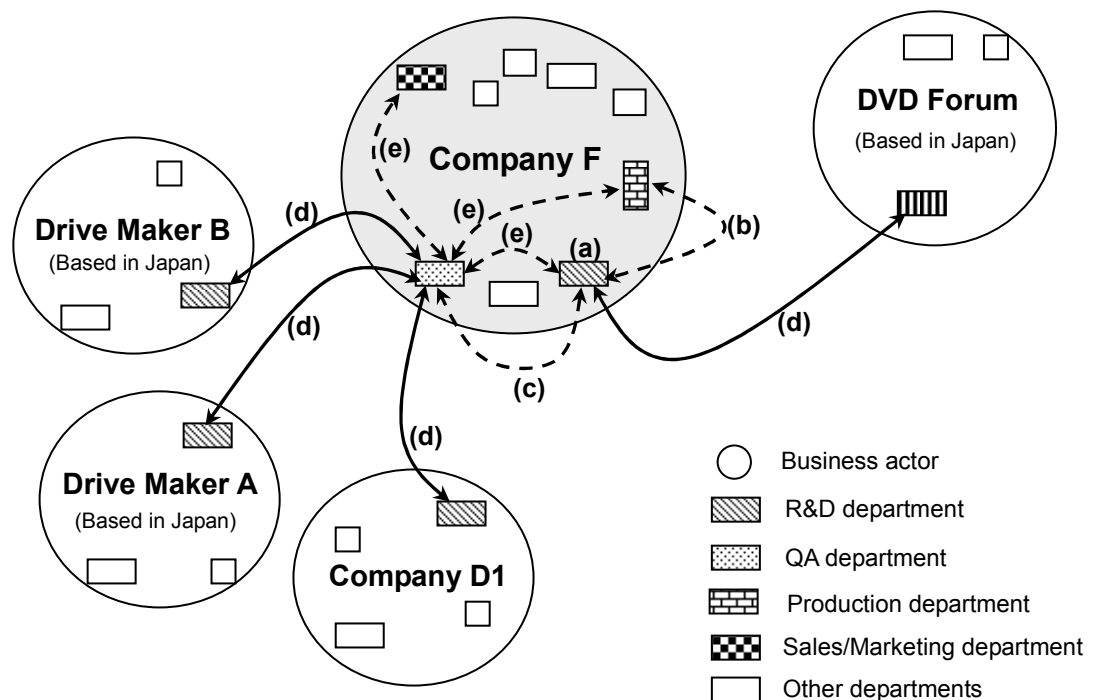 Company F
(e)
(e)
(e)
(a)
(b)
(c)
DVD Forum
(Based in Japan)
(d)
Drive Maker B
(Based in Japan)
(d)
(d)
Drive Maker A
(Based in Japan)
(d)
Company D1
Business actor
R&D department
QA department
Production department
Sales/Marketing department
Other departments